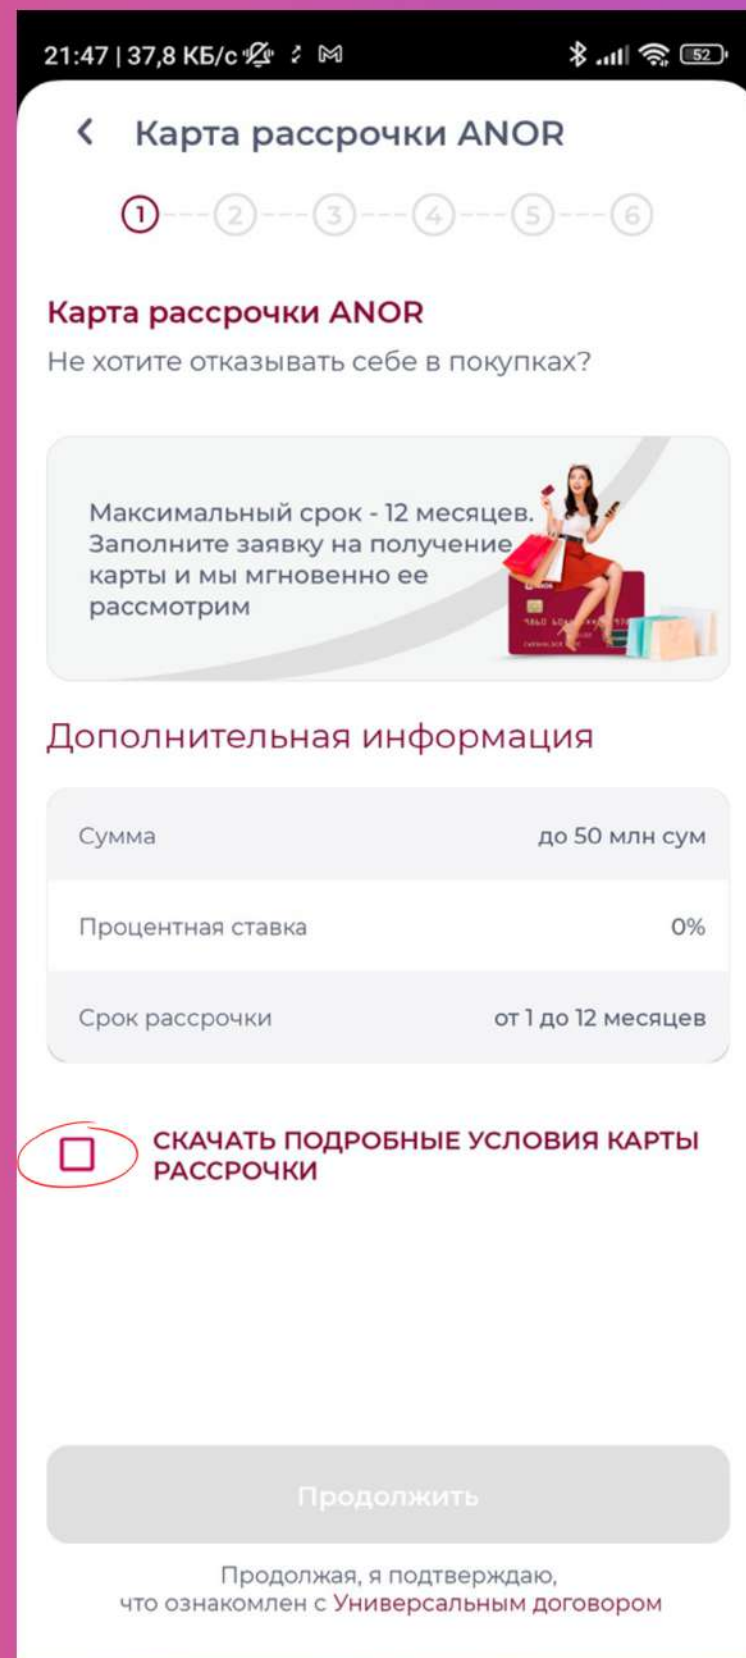 21:47 | 37,8 КБ/с
52
Карта рассрочки ANOR
1 2 3 4 5 6
Карта рассрочки ANOR
Не хотите отказывать себе в покупках?
Максимальный срок - 12 месяцев.
Заполните заявку на получение
карты и мы мгновенно ее
рассмотрим
Дополнительная информация
Сумма до 50 млн сум
Процентная ставка 0%
Срок рассрочки от 1 до 12 месяцев
СКАЧАТЬ ПОДРОБНЫЕ УСЛОВИЯ КАРТЫ
РАССРОЧКИ
Продолжить
Продолжая, я подтверждаю,
что ознакомлен с Универсальным договором